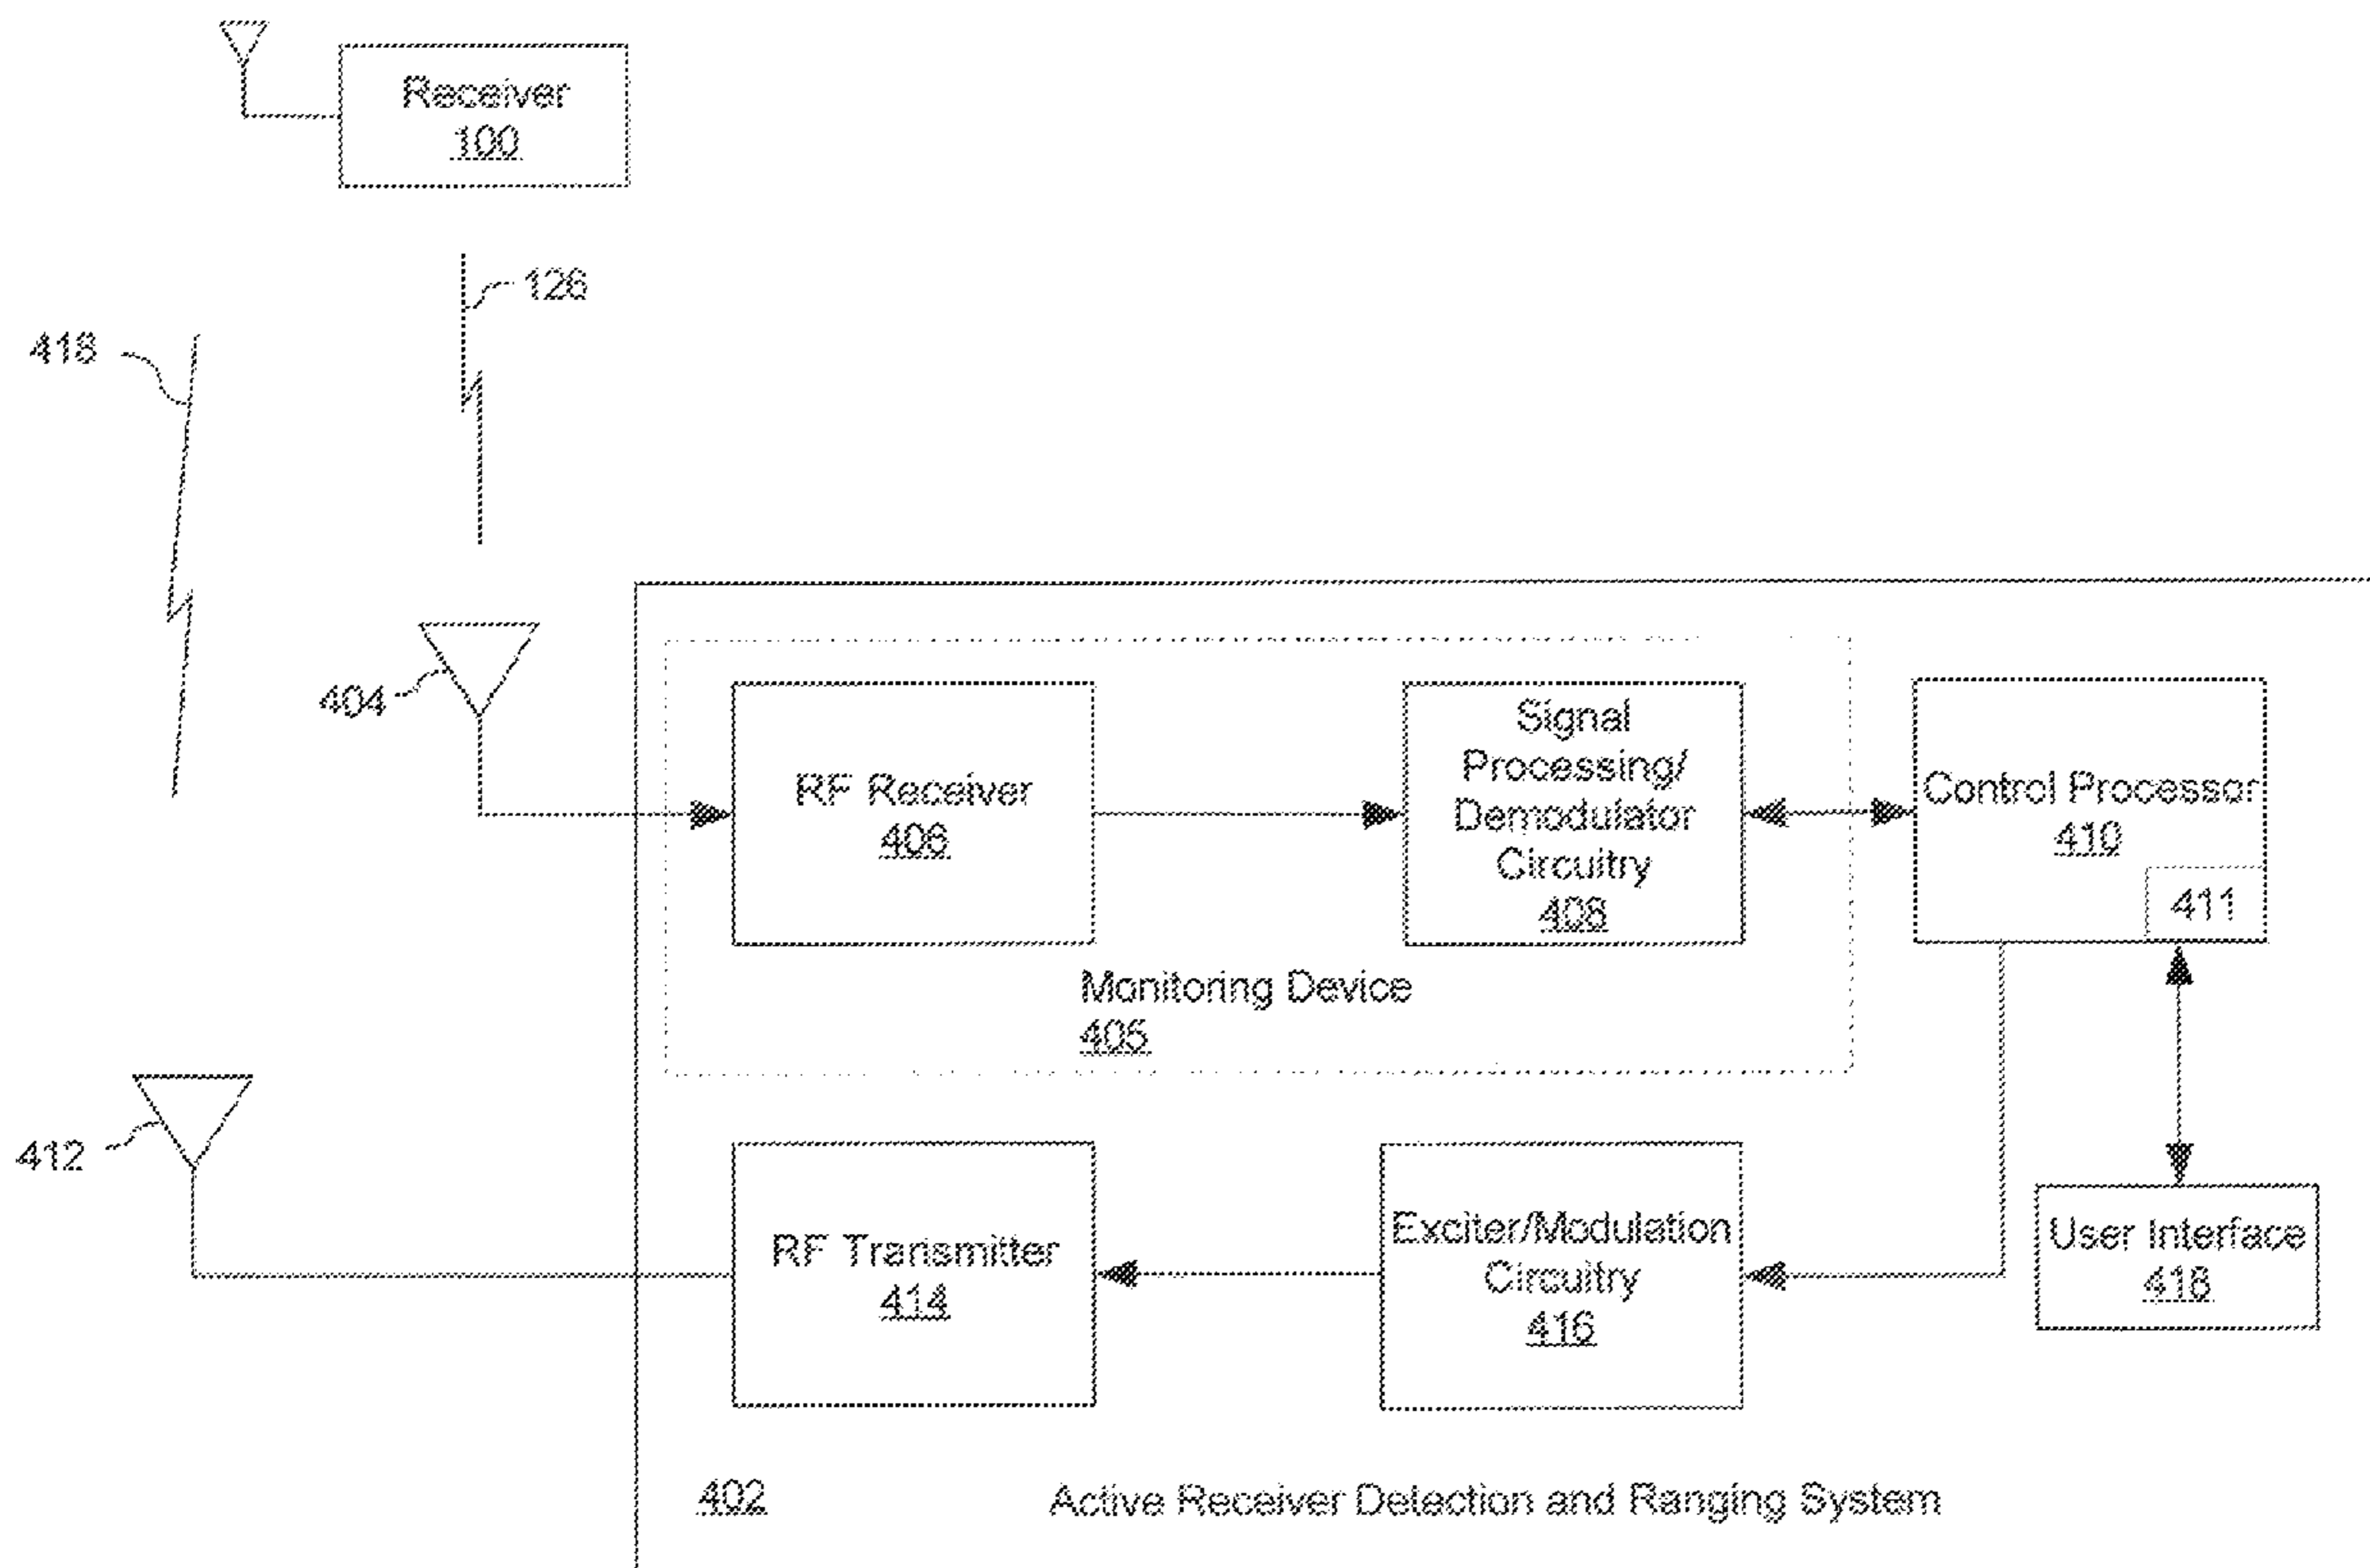 Receiver
100
126
418
404
RF Receiver
406
Signal
Processing/
Demodulator
Circuitry
408
Control Processor
410
411
Monitoring Device
405
412
RF Transmitter
414
Exciter/Modulation
Circuitry
416
User Interface
418
402
Active Receiver Detection and Ranging System